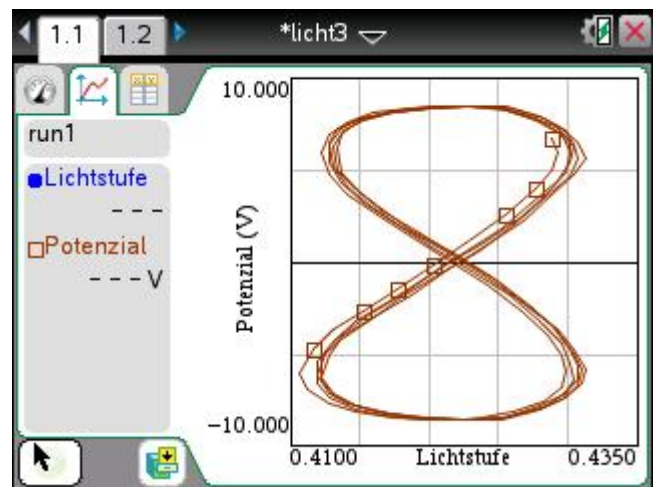 1.1 1.2 *licht3
run1
Lichtstufe
---
Potenzial
---V
10.000
Potenzial (V)
-10.000
0.4100 Lichtstufe 0.4350